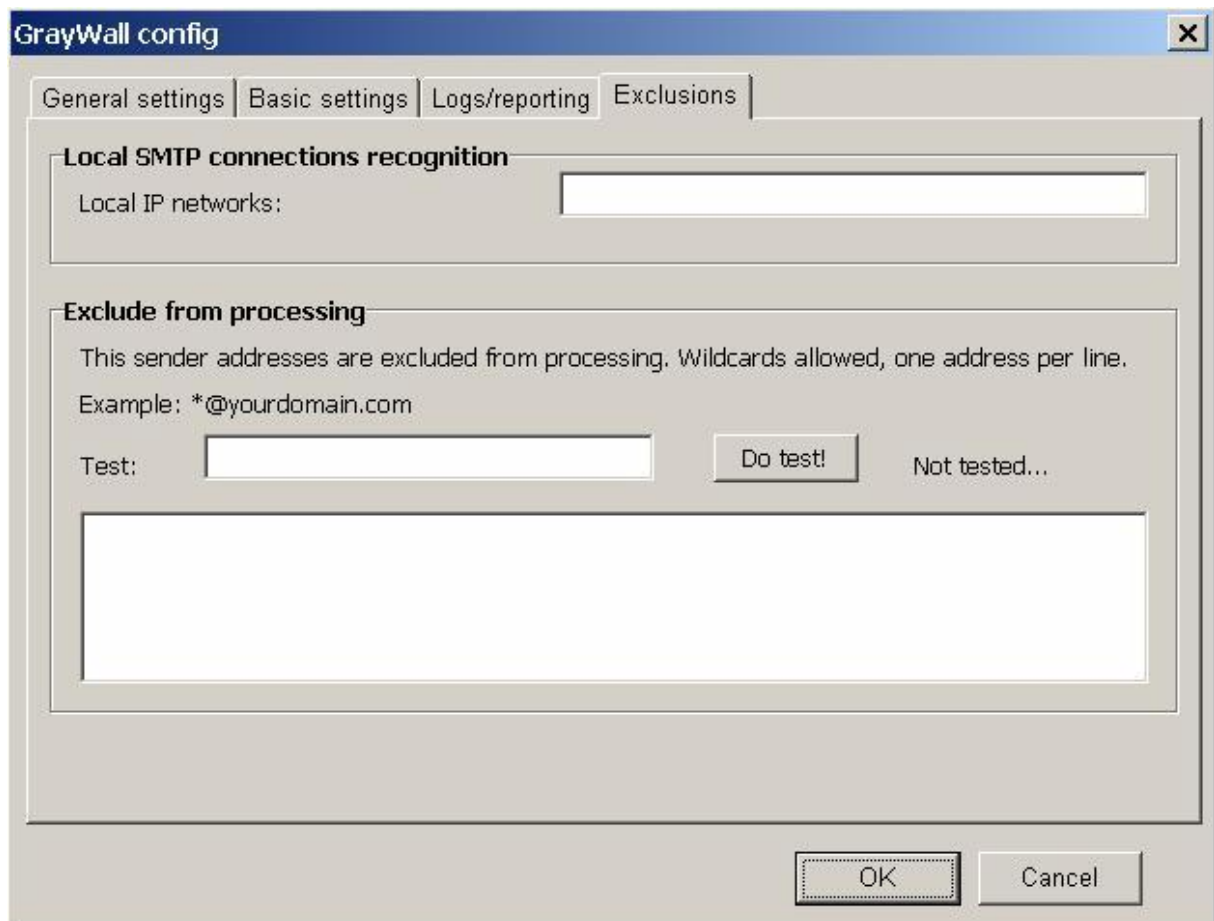 GrayWall config
General settings Basic settings Logs/reporting Exclusions
Local SMTP connections recognition
Local IP networks:
Exclude from processing
This sender addresses are excluded from processing. Wildcards allowed, one address per line.
Example: *@yourdomain.com
Test: Do test! Not tested...
OK Cancel